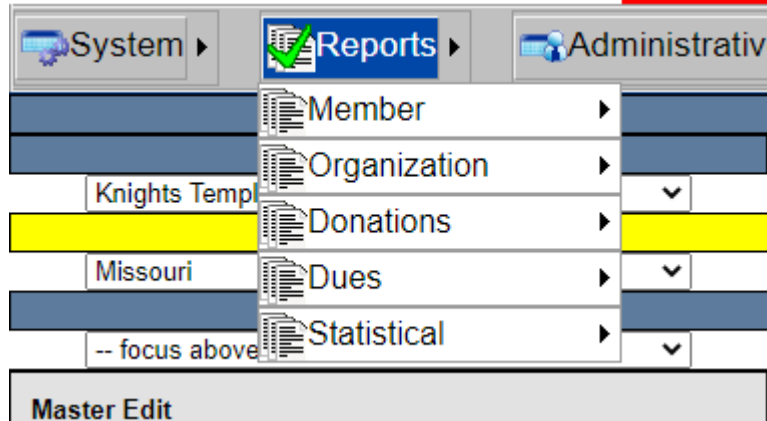 System Reports Administrativ
Member
Organization
Knights Templ
Donations
Missouri
Dues
Statistical
-- focus above
Master Edit